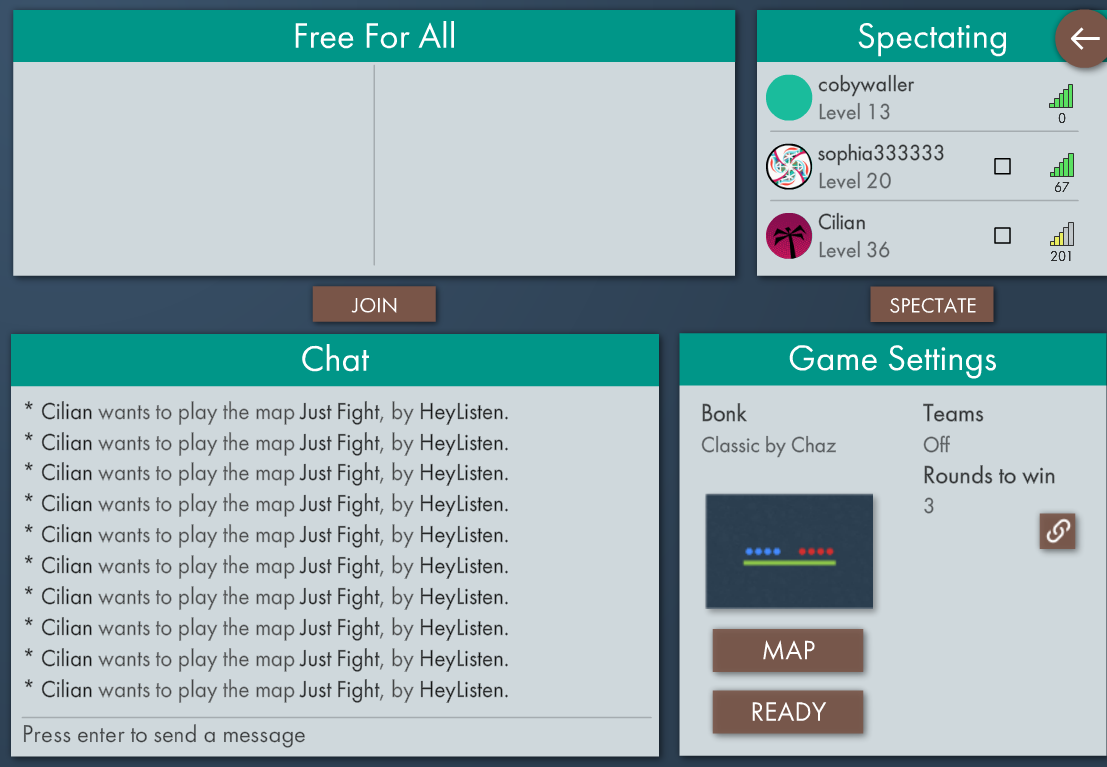 Free For All
Spectating
cobywaller
Level 13
0
sophia333333
Level 20
67
Cilian
Level 36
201
JOIN
SPECTATE
Chat
* Cilian wants to play the map Just Fight, by HeyListen.
* Cilian wants to play the map Just Fight, by HeyListen.
* Cilian wants to play the map Just Fight, by HeyListen.
* Cilian wants to play the map Just Fight, by HeyListen.
* Cilian wants to play the map Just Fight, by HeyListen.
* Cilian wants to play the map Just Fight, by HeyListen.
* Cilian wants to play the map Just Fight, by HeyListen.
* Cilian wants to play the map Just Fight, by HeyListen.
* Cilian wants to play the map Just Fight, by HeyListen.
* Cilian wants to play the map Just Fight, by HeyListen.
Press enter to send a message
Game Settings
Bonk
Classic by Chaz
Teams
Off
Rounds to win
3
MAP
READY